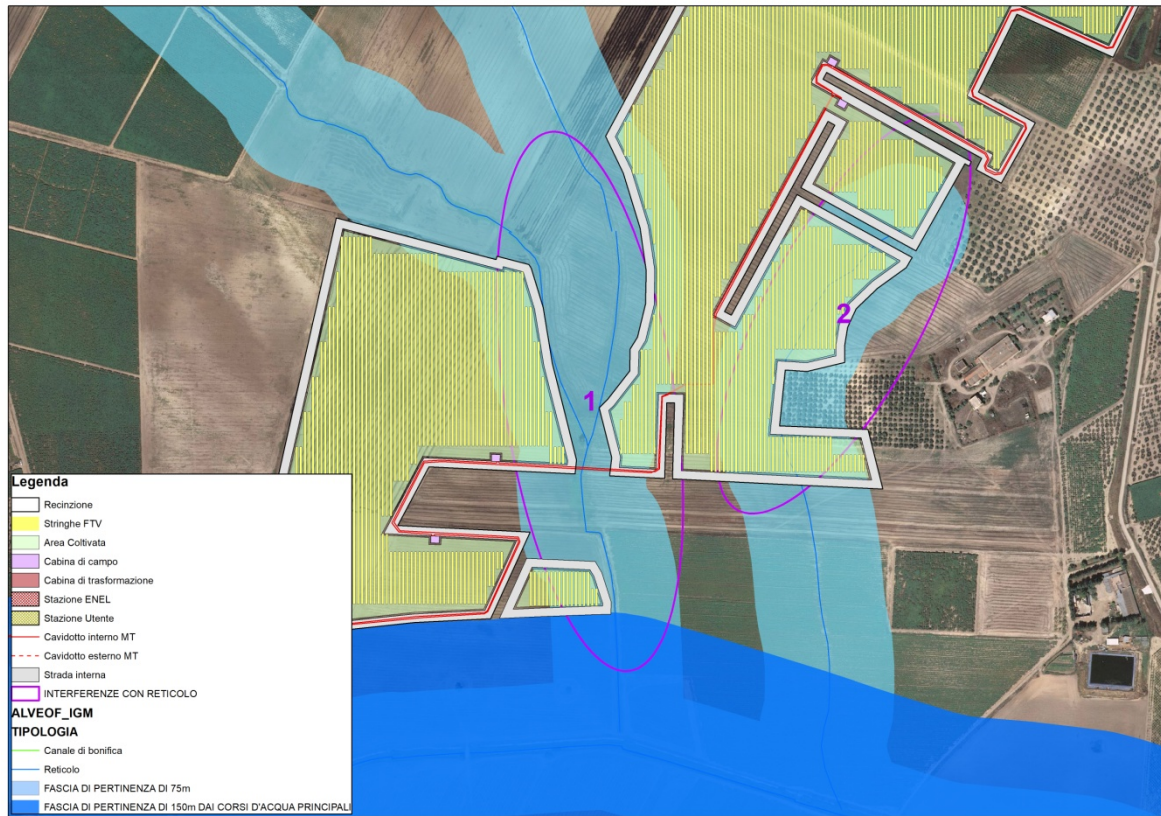 1
2
Legenda
Recinzione
Stringhe FTV
Area Coltivata
Cabina di campo
Cabina di trasformazione
Stazione ENEL
Stazione Utente
Cavidotto interno MT
Cavidotto esterno MT
Strada interna
INTERFERENZE CON RETICOLO
ALVEOF_IGM
TIPOLOGIA
Canale di bonifica
Reticolo
FASCIA DI PERTINENZA DI 75m
FASCIA DI PERTINENZA DI 150m DAI CORSI D'ACQUA PRINCIPALI